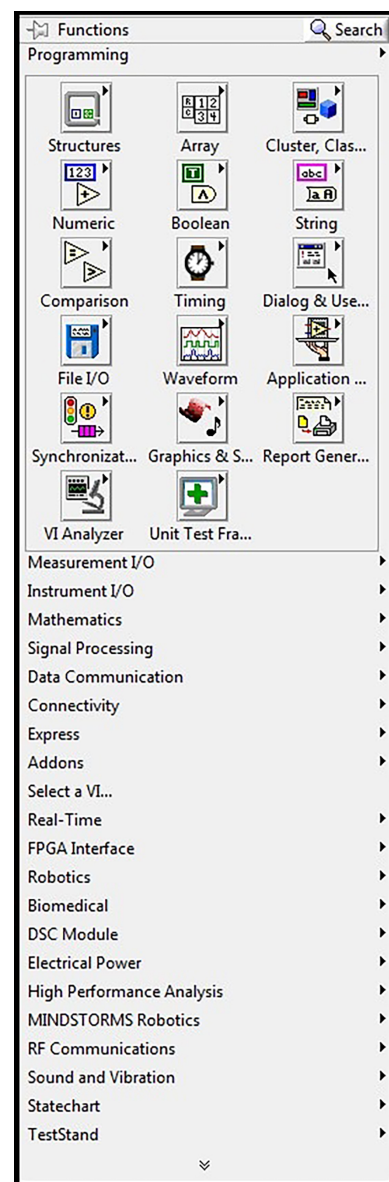 Functions Search
Programming
Structures Array Cluster, Clas...
123 abc
Numeric Boolean String
Comparison Timing Dialog & Use...
File I/O Waveform Application ...
Synchronizat... Graphics & S... Report Gener...
VI Analyzer Unit Test Fra...
Measurement I/O
Instrument I/O
Mathematics
Signal Processing
Data Communication
Connectivity
Express
Addons
Select a VI...
Real-Time
FPGA Interface
Robotics
Biomedical
DSC Module
Electrical Power
High Performance Analysis
MINDSTORMS Robotics
RF Communications
Sound and Vibration
Statechart
TestStand